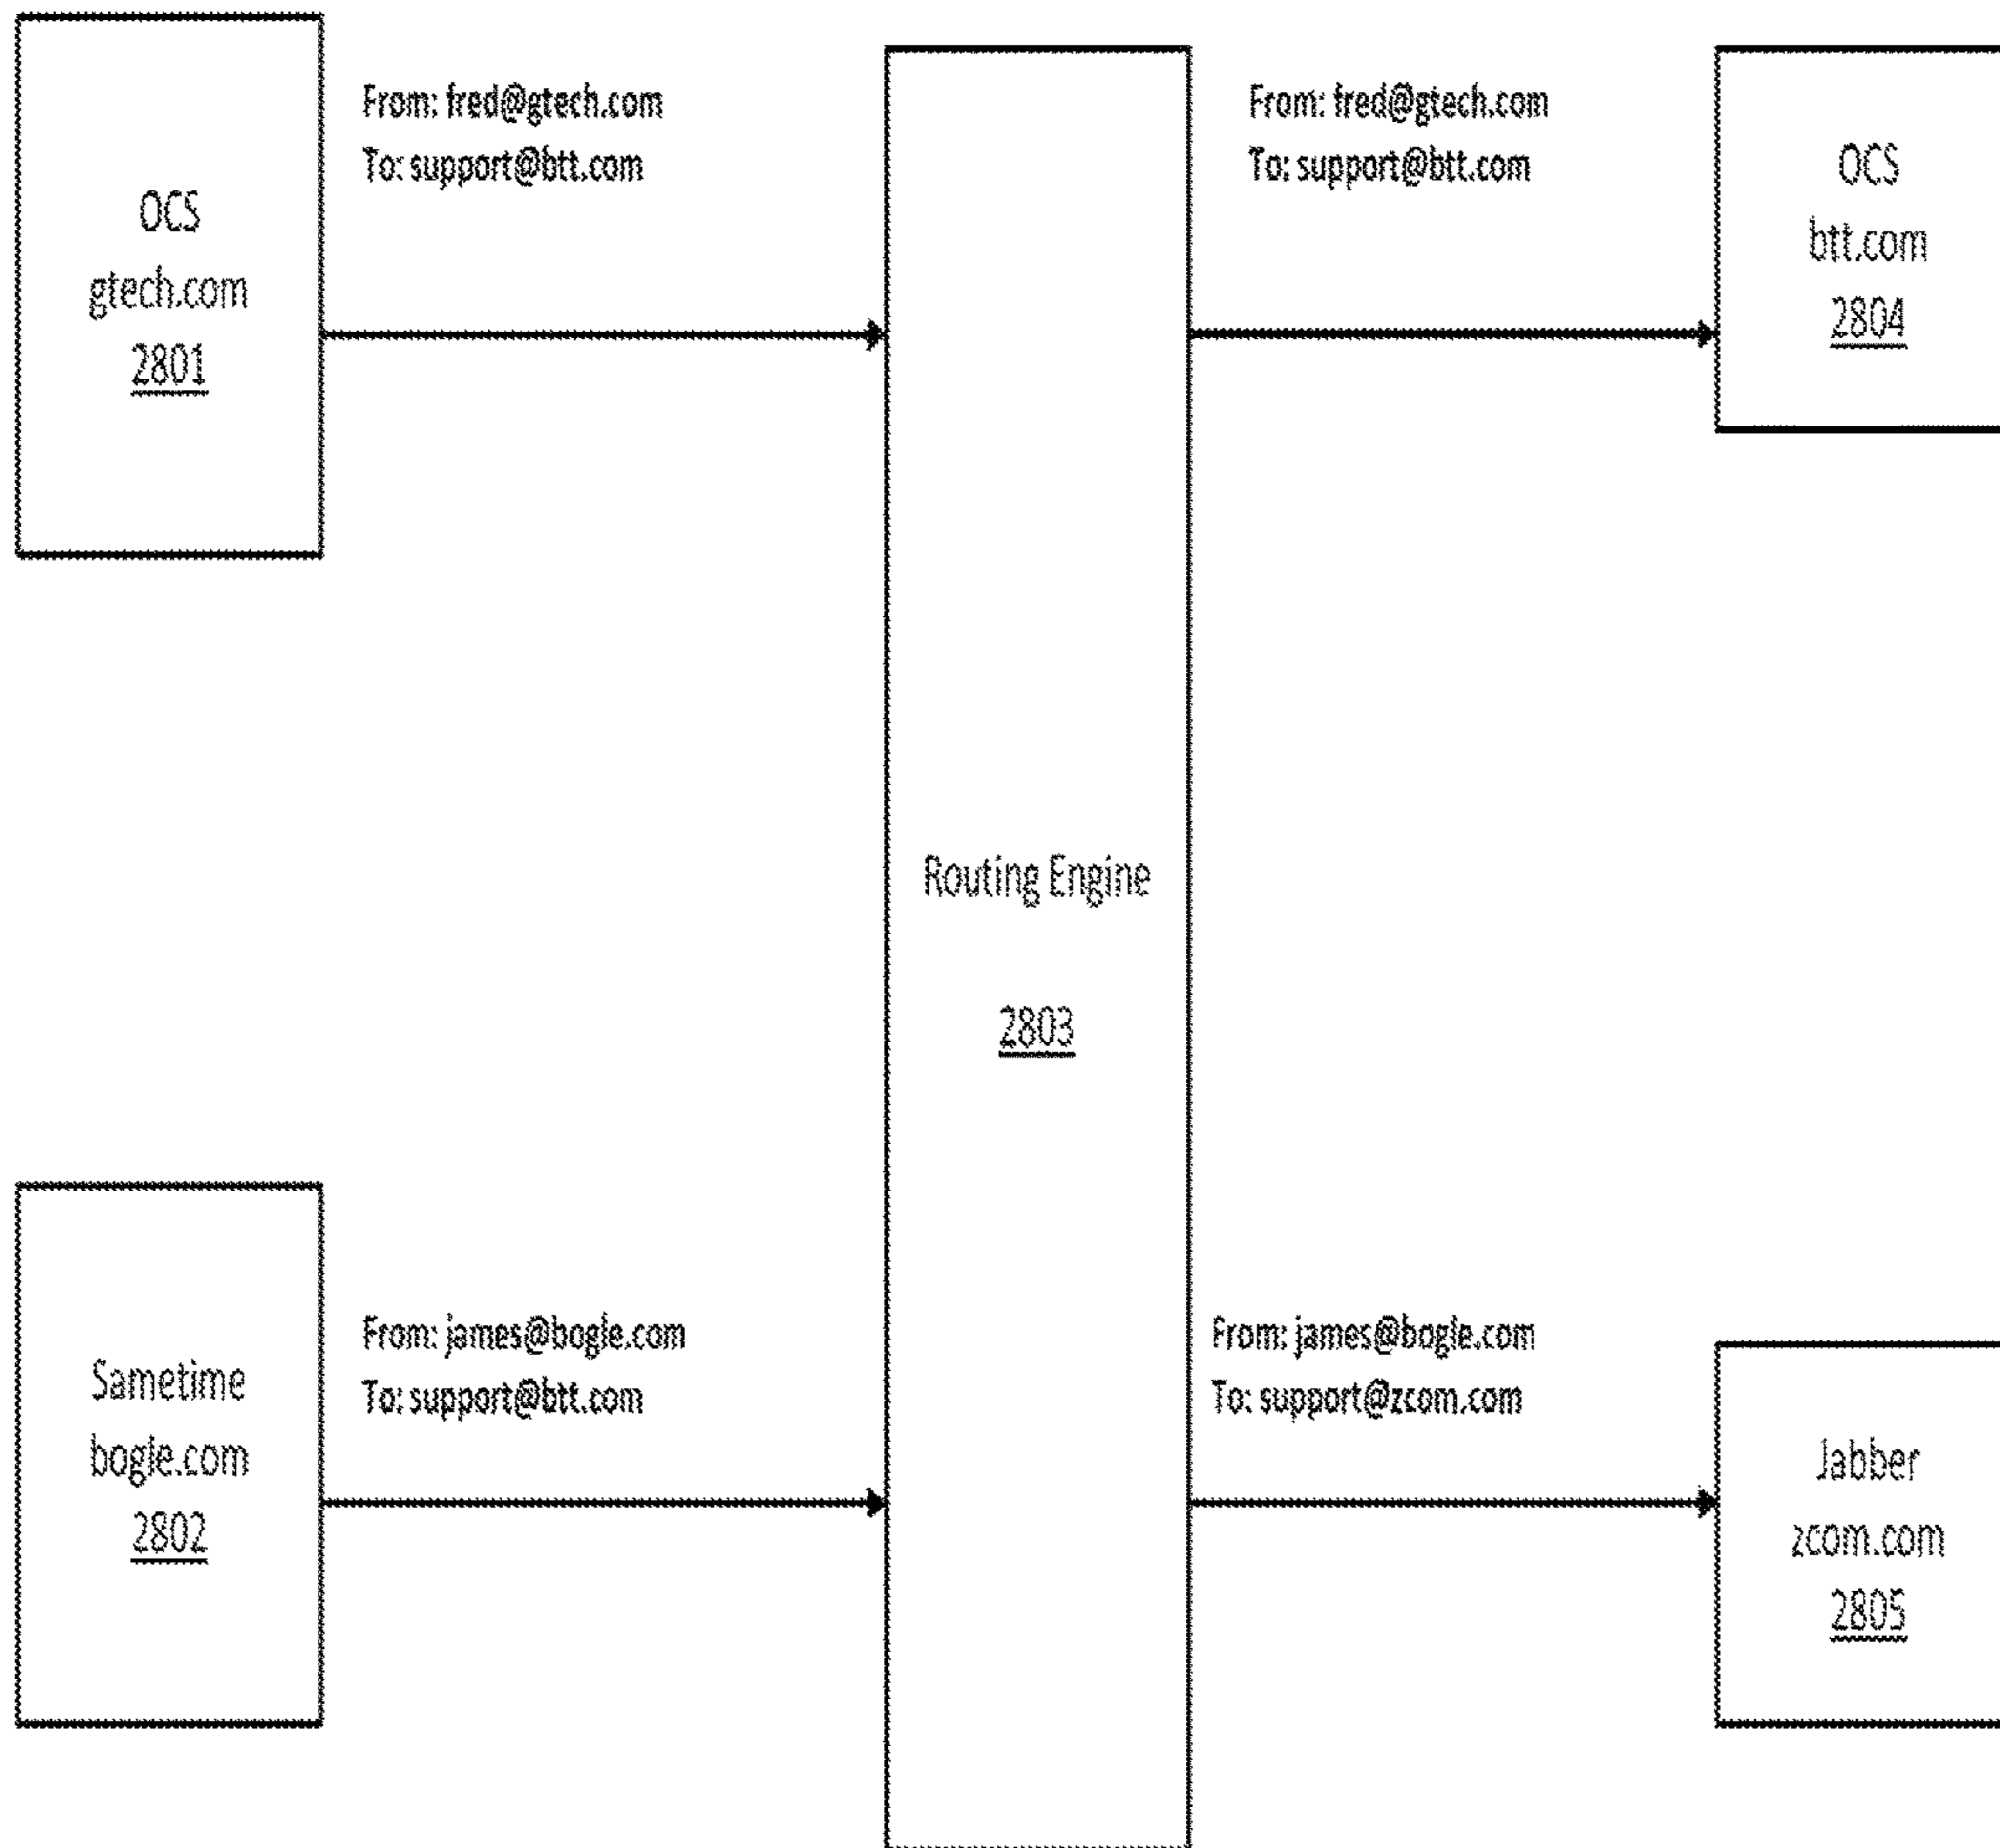 OCS
gtech.com
2801
From: fred@gtech.com
To: support@btt.com
From: fred@gtech.com
To: support@btt.com
OCS
btt.com
2804
Routing Engine
2803
Sametime
bogle.com
2802
From: james@bogle.com
To: support@btt.com
From: james@bogle.com
To: support@zcom.com
Jabber
zcom.com
2805